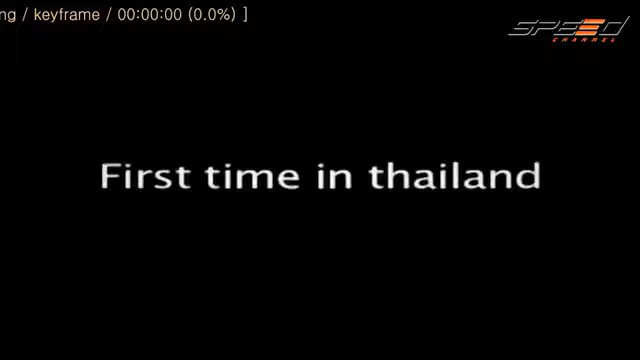 ng / keyframe / 00:00:00 (0.0%) ]
SPEED
CHANNEL
First time in thailand